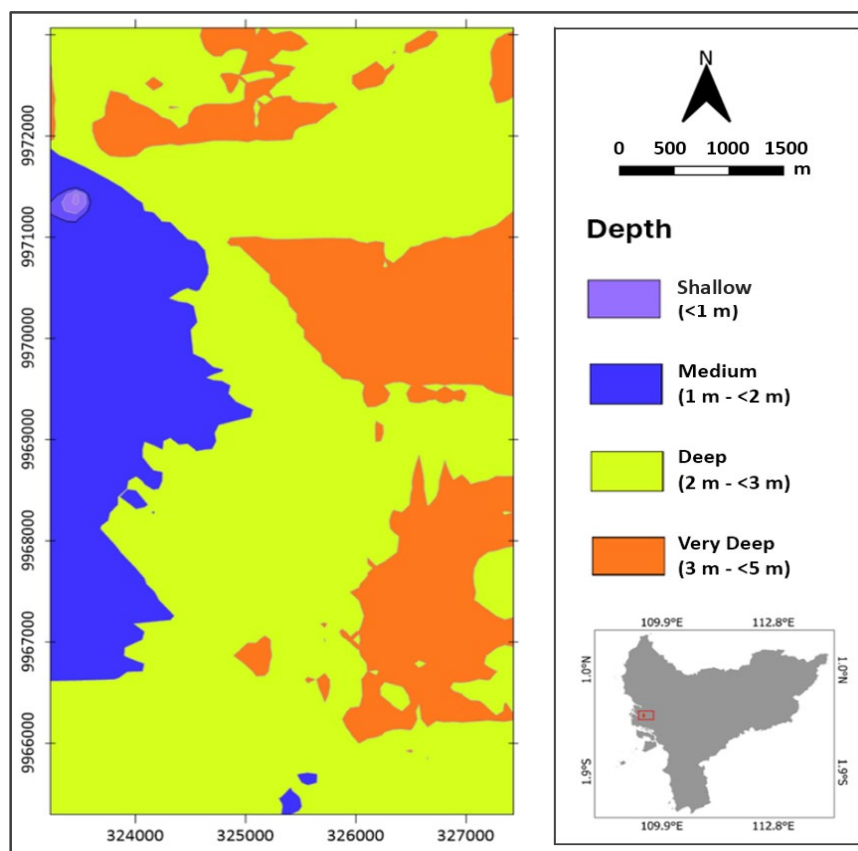 9972000
9971000
9970000
9969000
9968000
9967000
9966000
324000 325000 326000 327000
N
0 500 1000 1500
m
Depth
Shallow
(<1 m)
Medium
(1 m - <2 m)
Deep
(2 m - <3 m)
Very Deep
(3 m - <5 m)
109.9°E 112.8°E
1.0°N 1.0°N
1.9°S 1.9°S
109.9°E 112.8°E